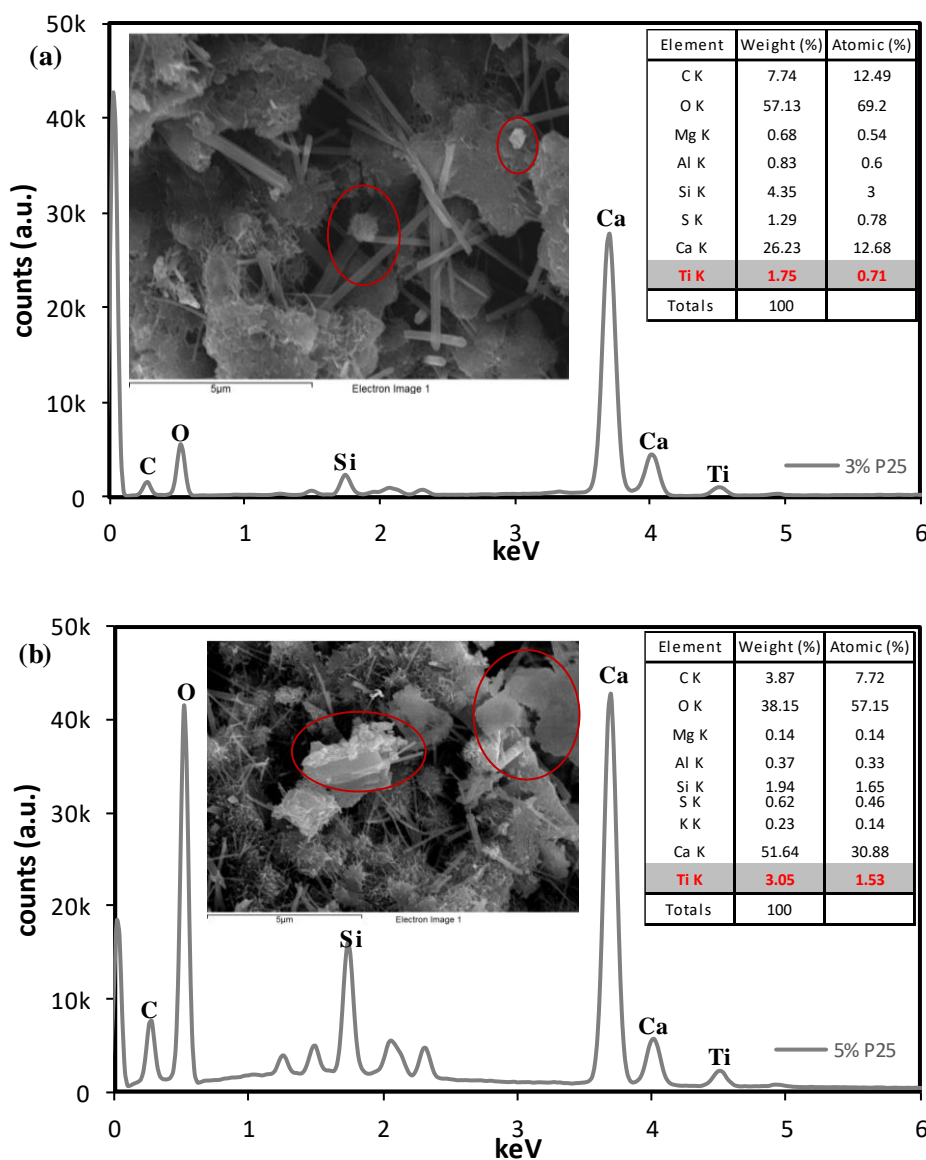 (a)
50k
40k
30k
20k
10k
0
counts (a.u.)
Element Weight (%) Atomic (%)
C K 7.74 12.49
O K 57.13 69.2
Mg K 0.68 0.54
Al K 0.83 0.6
Si K 4.35 3
S K 1.29 0.78
Ca K 26.23 12.68
Ti K 1.75 0.71
Totals 100
5µm Electron Image 1
C
O
Si
Ca
Ca
Ti
3% P25
0 1 2 3 4 5 6
keV
(b)
50k
40k
30k
20k
10k
0
counts (a.u.)
Element Weight (%) Atomic (%)
C K 3.87 7.72
O K 38.15 57.15
Mg K 0.14 0.14
Al K 0.37 0.33
Si K 1.94 1.65
S K 0.62 0.46
K K 0.23 0.14
Ca K 51.64 30.88
Ti K 3.05 1.53
Totals 100
5µm Electron Image 1
C
O
Si
Ca
Ca
Ti
5% P25
0 1 2 3 4 5 6
keV